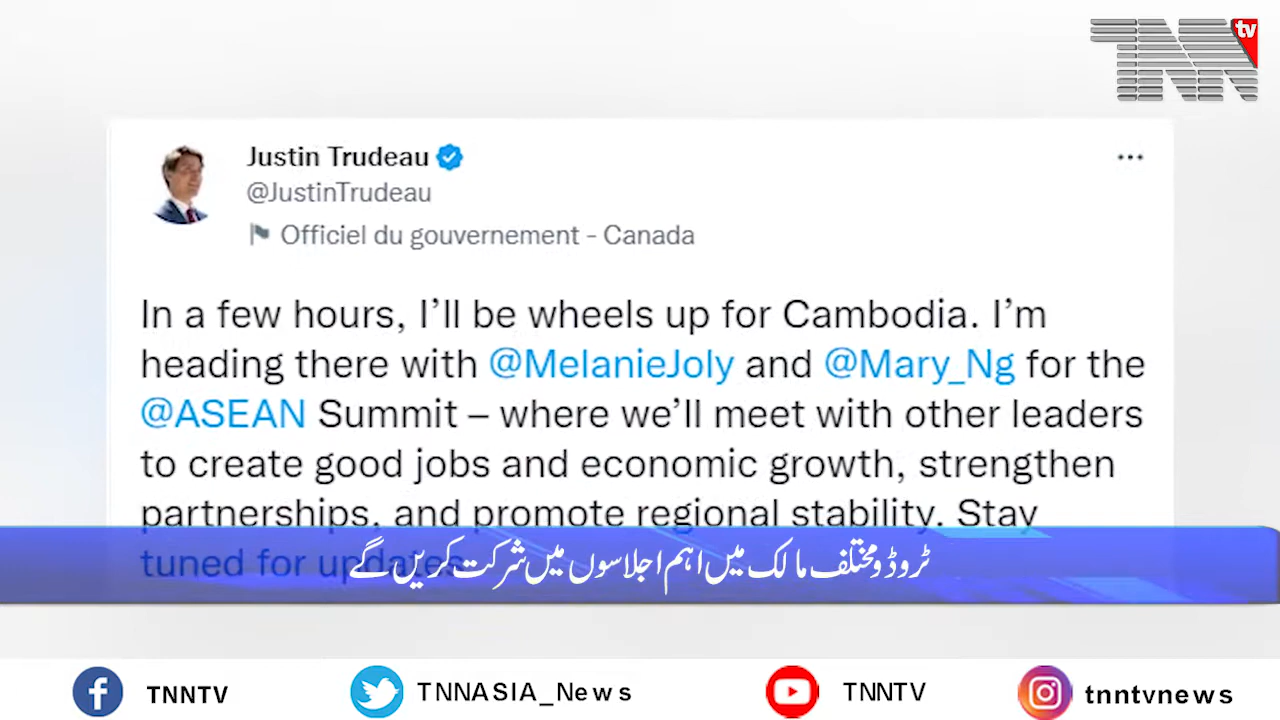 TNN tv
Justin Trudeau
@JustinTrudeau
Officiel du gouvernement - Canada
In a few hours, I'll be wheels up for Cambodia. I'm
heading there with @MelanieJoly and @Mary_Ng for the
@ASEAN Summit – where we'll meet with other leaders
to create good jobs and economic growth, strengthen
partnerships, and promote regional stability. Stay
tuned for updates
ٹروڈو مختلف مالک میں اہم اجلاسوں میں شرکت کریں گے
TNNTV
TNNASIA_News
TNNTV
tnntvnews